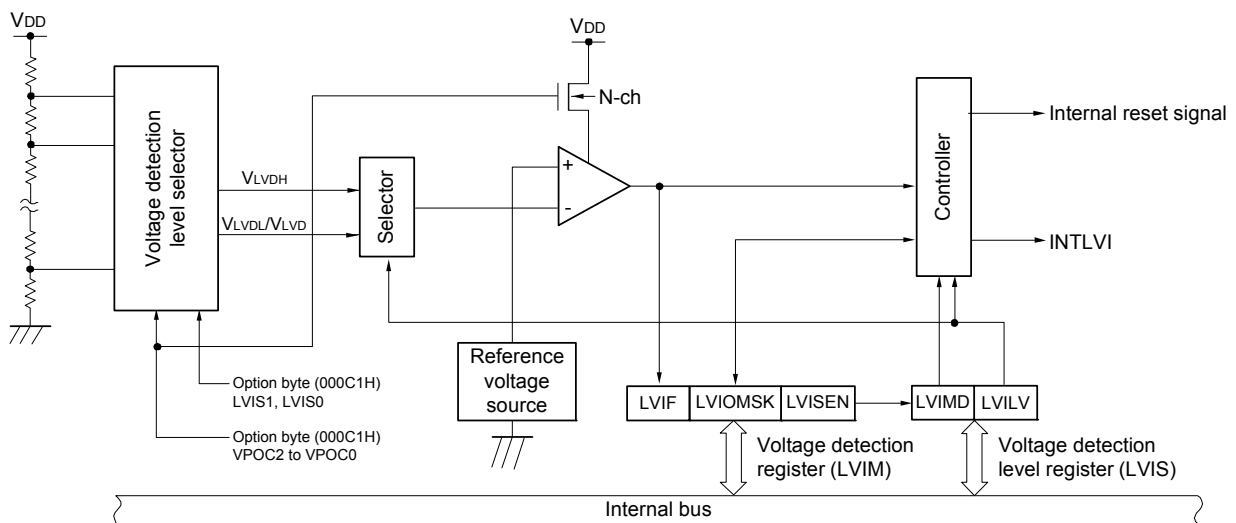 VDD
VDD
N-ch
Voltage detection
level selector
VLVDH
VLVDL/VLVD
Selector
+
-
Controller
Internal reset signal
INTLVI
Option byte (000C1H)
LVIS1, LVIS0
Option byte (000C1H)
VPOC2 to VPOC0
Reference
voltage
source
LVIF
LVIOMSK
LVISEN
LVIMD
LVILV
Voltage detection
register (LVIM)
Voltage detection
level register (LVIS)
Internal bus